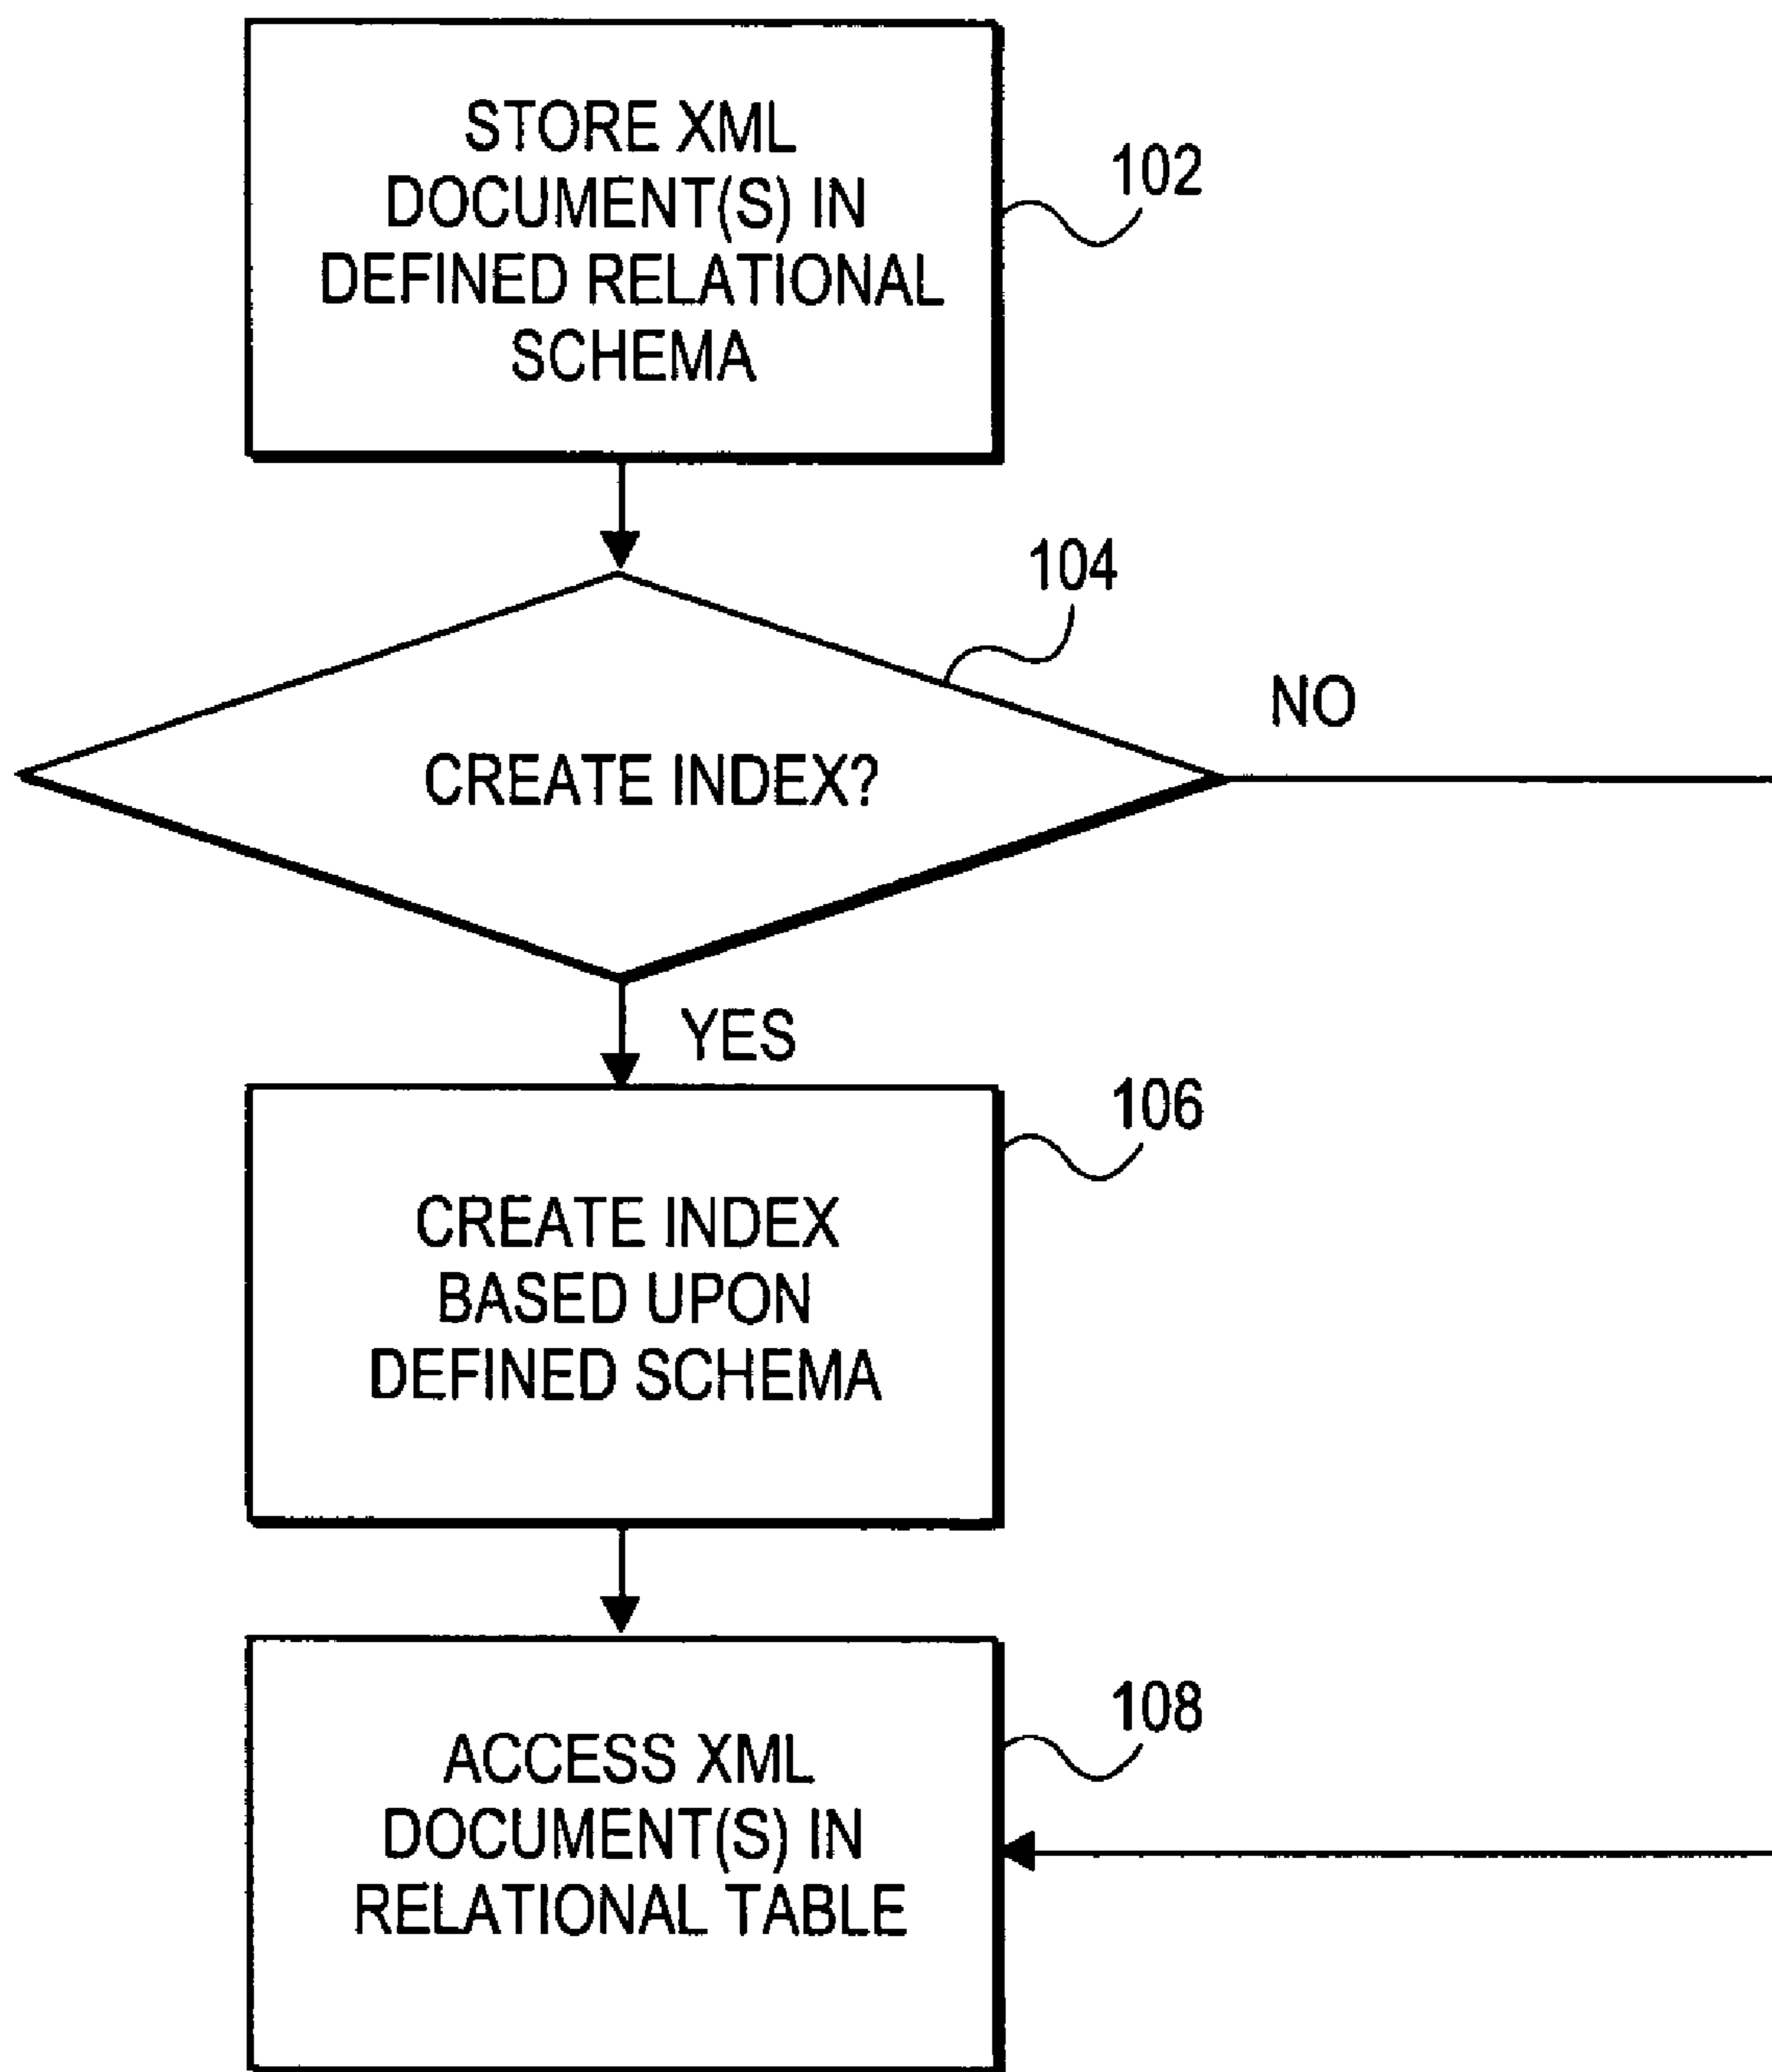 STORE XML
DOCUMENT(S) IN
DEFINED RELATIONAL
SCHEMA
102
104
CREATE INDEX?
NO
YES
106
CREATE INDEX
BASED UPON
DEFINED SCHEMA
108
ACCESS XML
DOCUMENT(S) IN
RELATIONAL TABLE